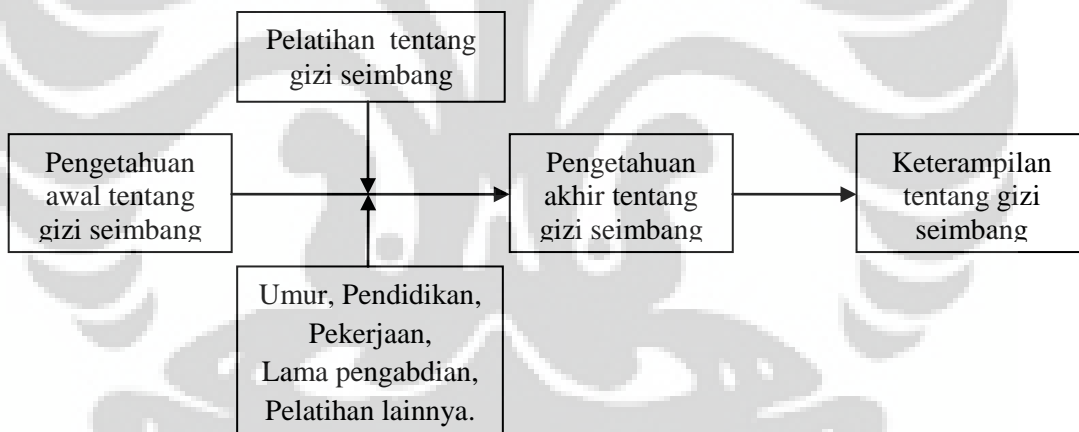 Pelatihan tentang
gizi seimbang
Pengetahuan
awal tentang
gizi seimbang
Pengetahuan
akhir tentang
gizi seimbang
Keterampilan
tentang gizi
seimbang
Umur, Pendidikan,
Pekerjaan,
Lama pengabdian,
Pelatihan lainnya.